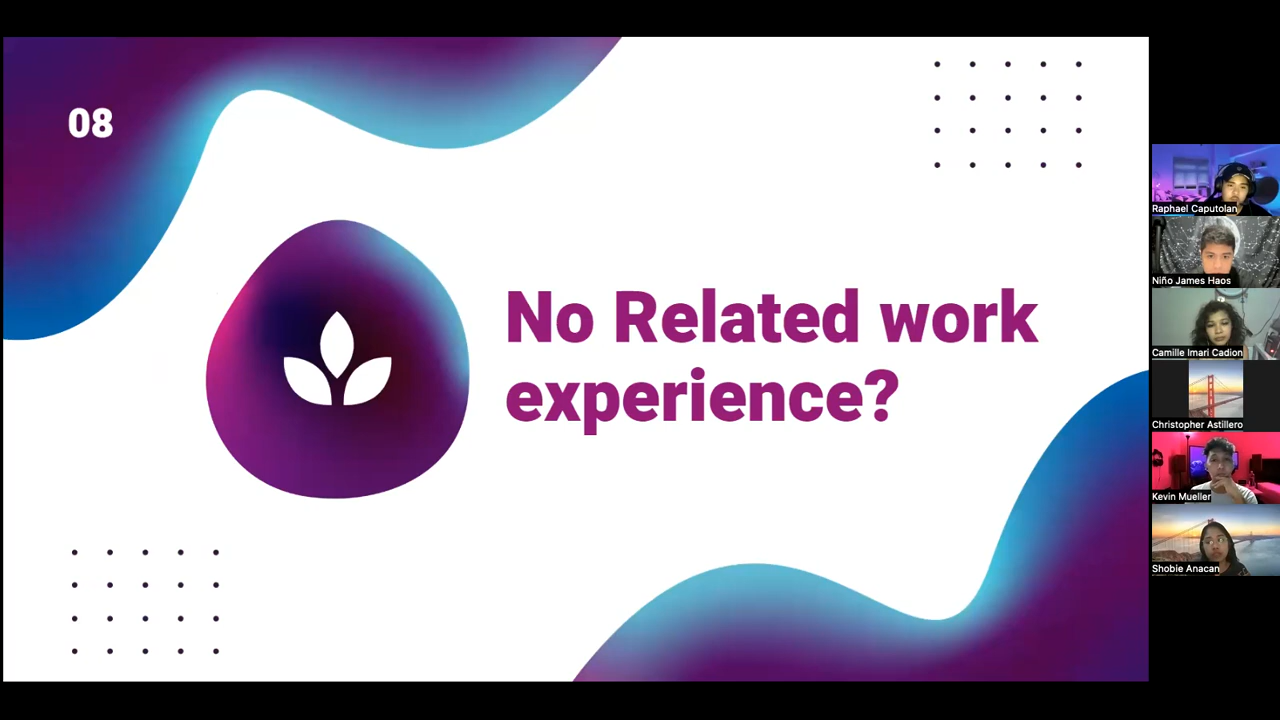 08
No Related work
experience?
Raphael Caputolan
Niño James Haos
Camille Imari Cadion
Christopher Astillero
Kevin Mueller
Shobie Anacan